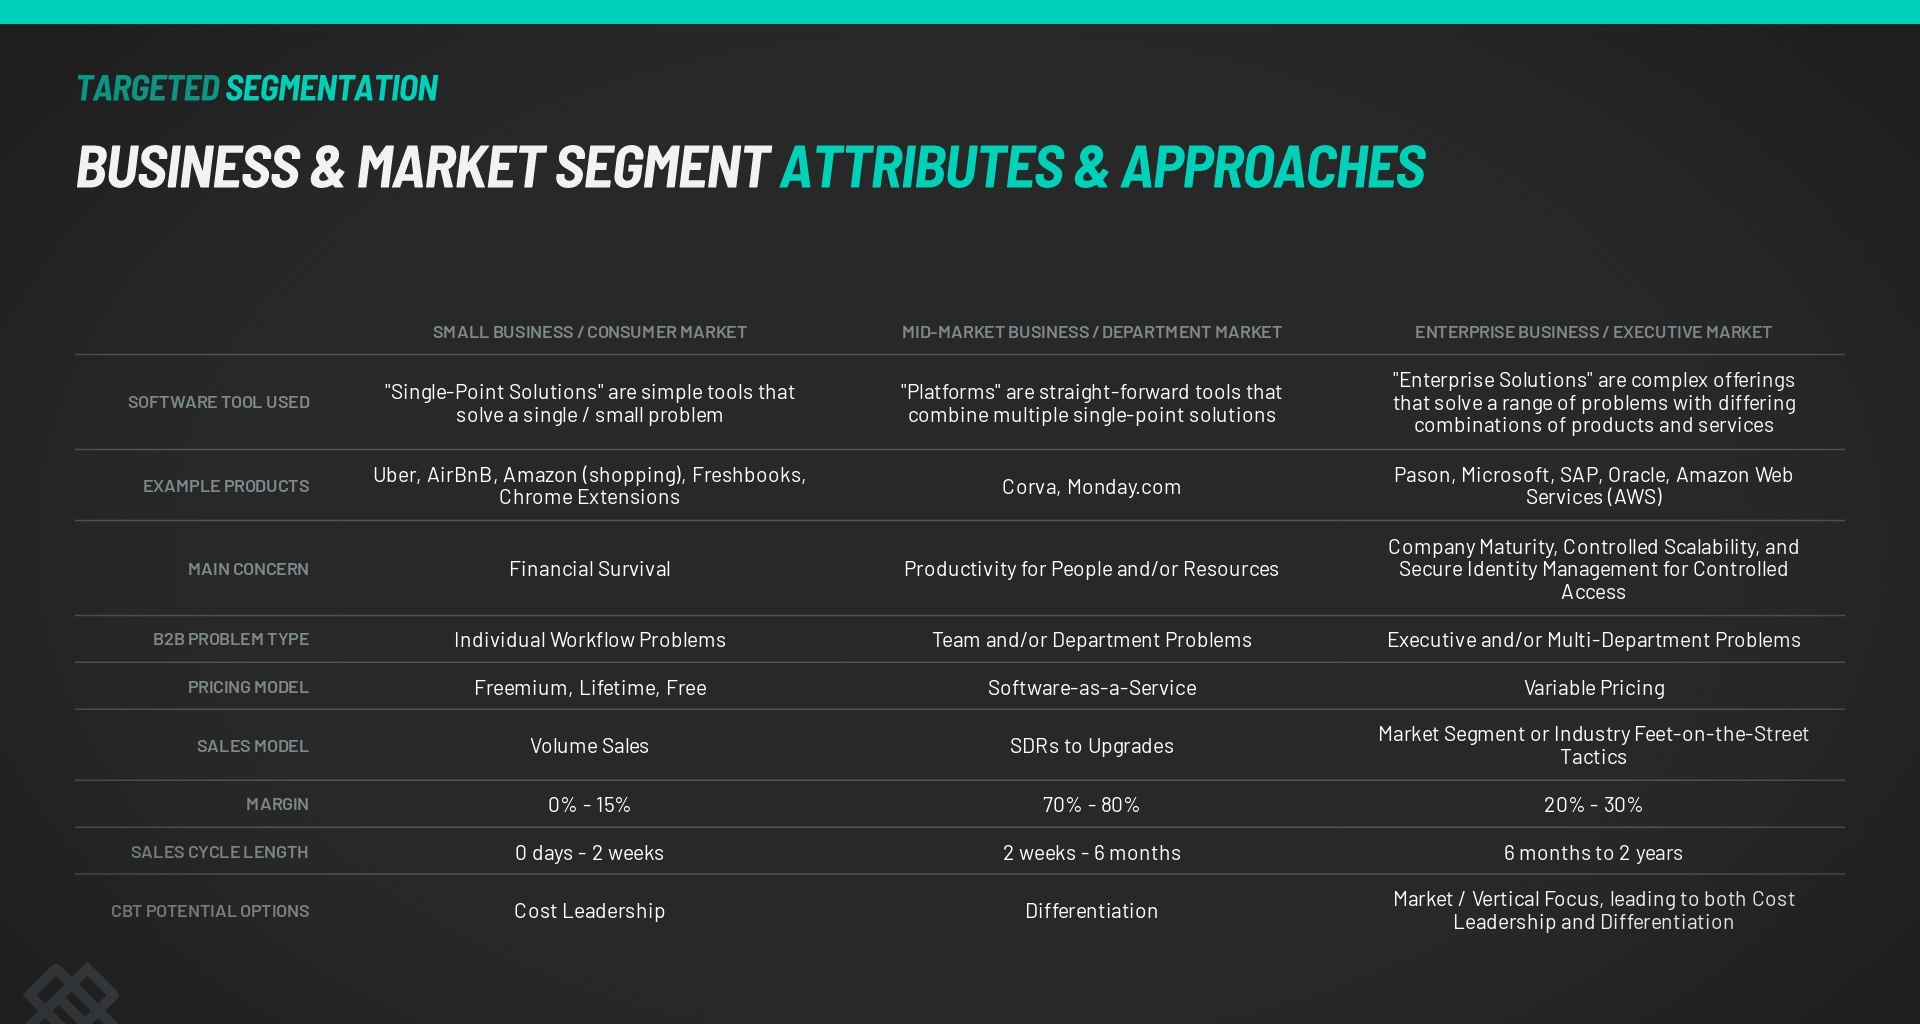 TARGETED SEGMENTATION
BUSINESS & MARKET SEGMENT ATTRIBUTES & APPROACHES
SMALL BUSINESS / CONSUMER MARKET
MID-MARKET BUSINESS / DEPARTMENT MARKET
ENTERPRISE BUSINESS / EXECUTIVE MARKET
SOFTWARE TOOL USED
"Single-Point Solutions" are simple tools that
solve a single / small problem
"Platforms" are straight-forward tools that
combine multiple single-point solutions
"Enterprise Solutions" are complex offerings
that solve a range of problems with differing
combinations of products and services
EXAMPLE PRODUCTS
Uber, AirBnB, Amazon (shopping), Freshbooks,
Chrome Extensions
Corva, Monday.com
Pason, Microsoft, SAP, Oracle, Amazon Web
Services (AWS)
MAIN CONCERN
Financial Survival
Productivity for People and/or Resources
Company Maturity, Controlled Scalability, and
Secure Identity Management for Controlled
Access
B2B PROBLEM TYPE
Individual Workflow Problems
Team and/or Department Problems
Executive and/or Multi-Department Problems
PRICING MODEL
Freemium, Lifetime, Free
Software-as-a-Service
Variable Pricing
SALES MODEL
Volume Sales
SDRs to Upgrades
Market Segment or Industry Feet-on-the-Street
Tactics
MARGIN
0% - 15%
70% - 80%
20% - 30%
SALES CYCLE LENGTH
0 days - 2 weeks
2 weeks - 6 months
6 months to 2 years
CBT POTENTIAL OPTIONS
Cost Leadership
Differentiation
Market / Vertical Focus, leading to both Cost
Leadership and Differentiation